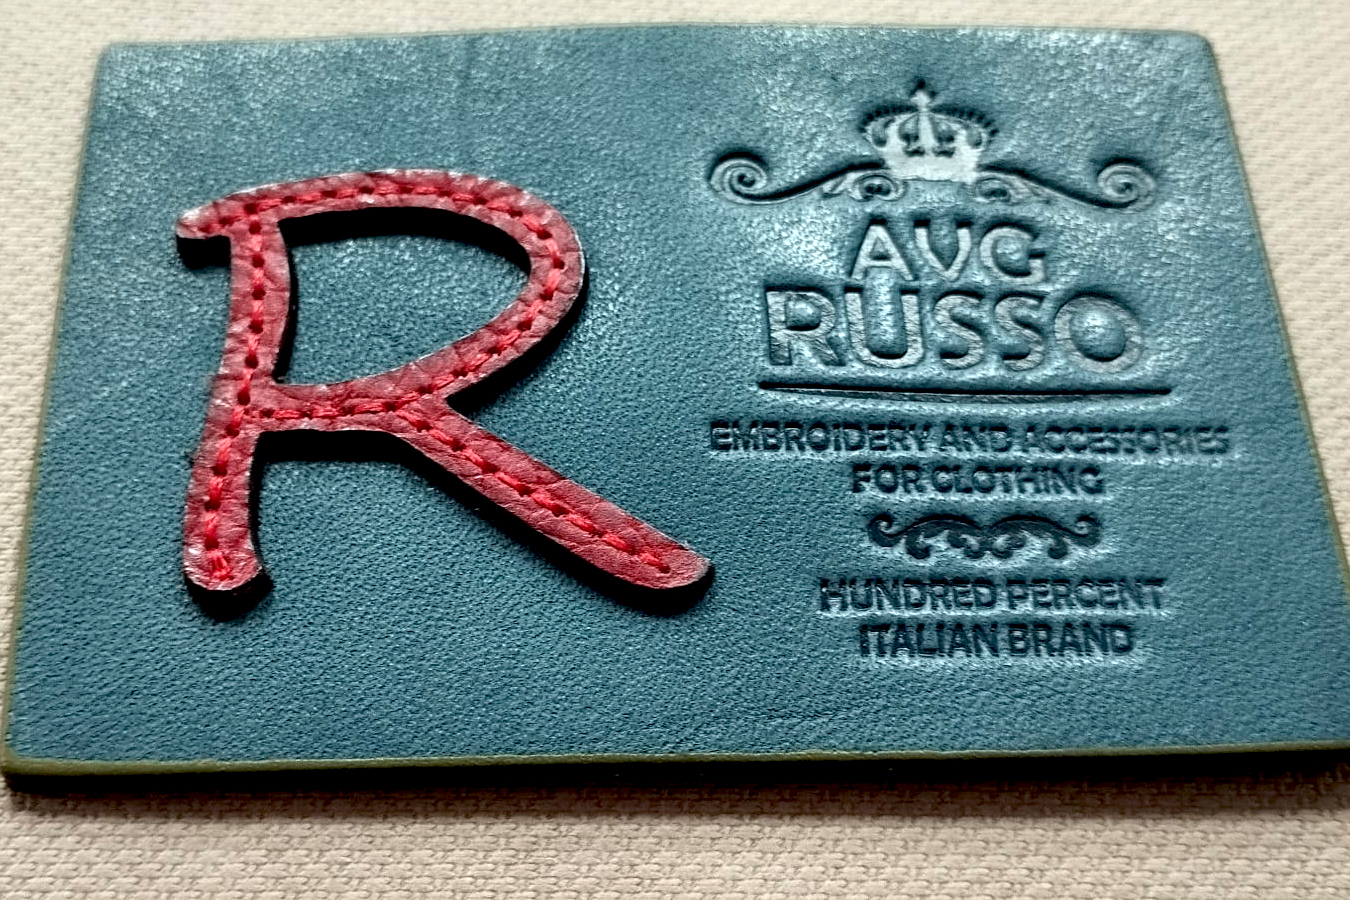 R
AVG
RUSSO
EMBROIDERY AND ACCESSORIES
FOR CLOTHING
HUNDRED PERCENT
ITALIAN BRAND